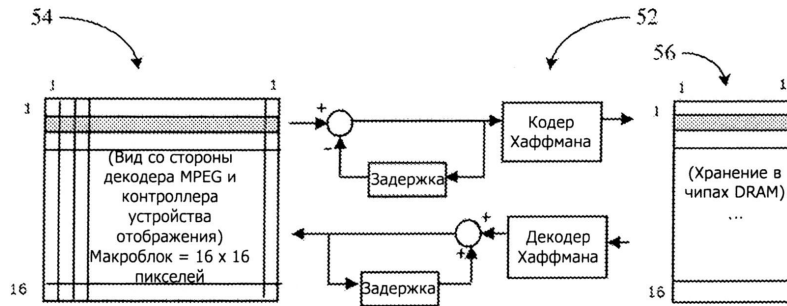 54
52
56
1
1
1
16
(Вид со стороны
декодера MPEG и
контроллера
устройства
отображения)
Макроблок = 16 x 16
пикселей
+
−
Задержка
Кодер
Хаффмана
+
+
Задержка
Декодер
Хаффмана
1
1
1
16
(Хранение в
чипах DRAM)
...